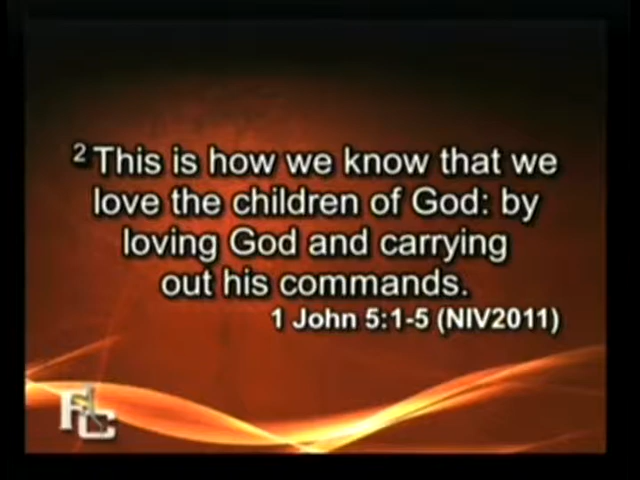 2 This is how we know that we
love the children of God: by
loving God and carrying
out his commands.
1 John 5:1-5 (NIV2011)
FLC